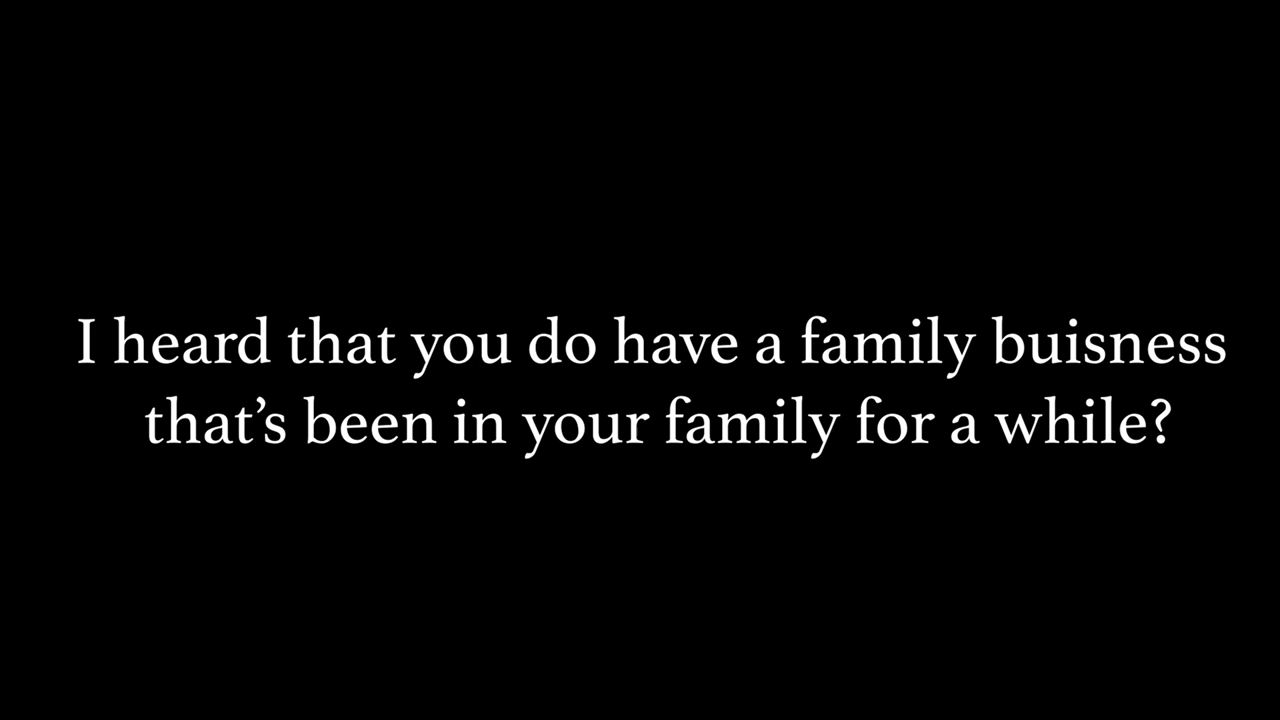 I heard that you do have a family buisness
that’s been in your family for a while?